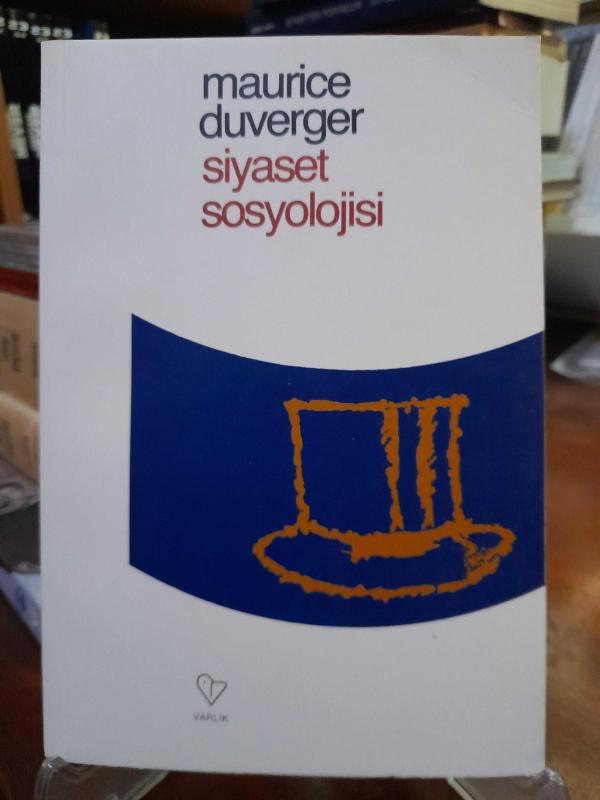 maurice
duverger
siyaset
sosyolojisi
VARLIK